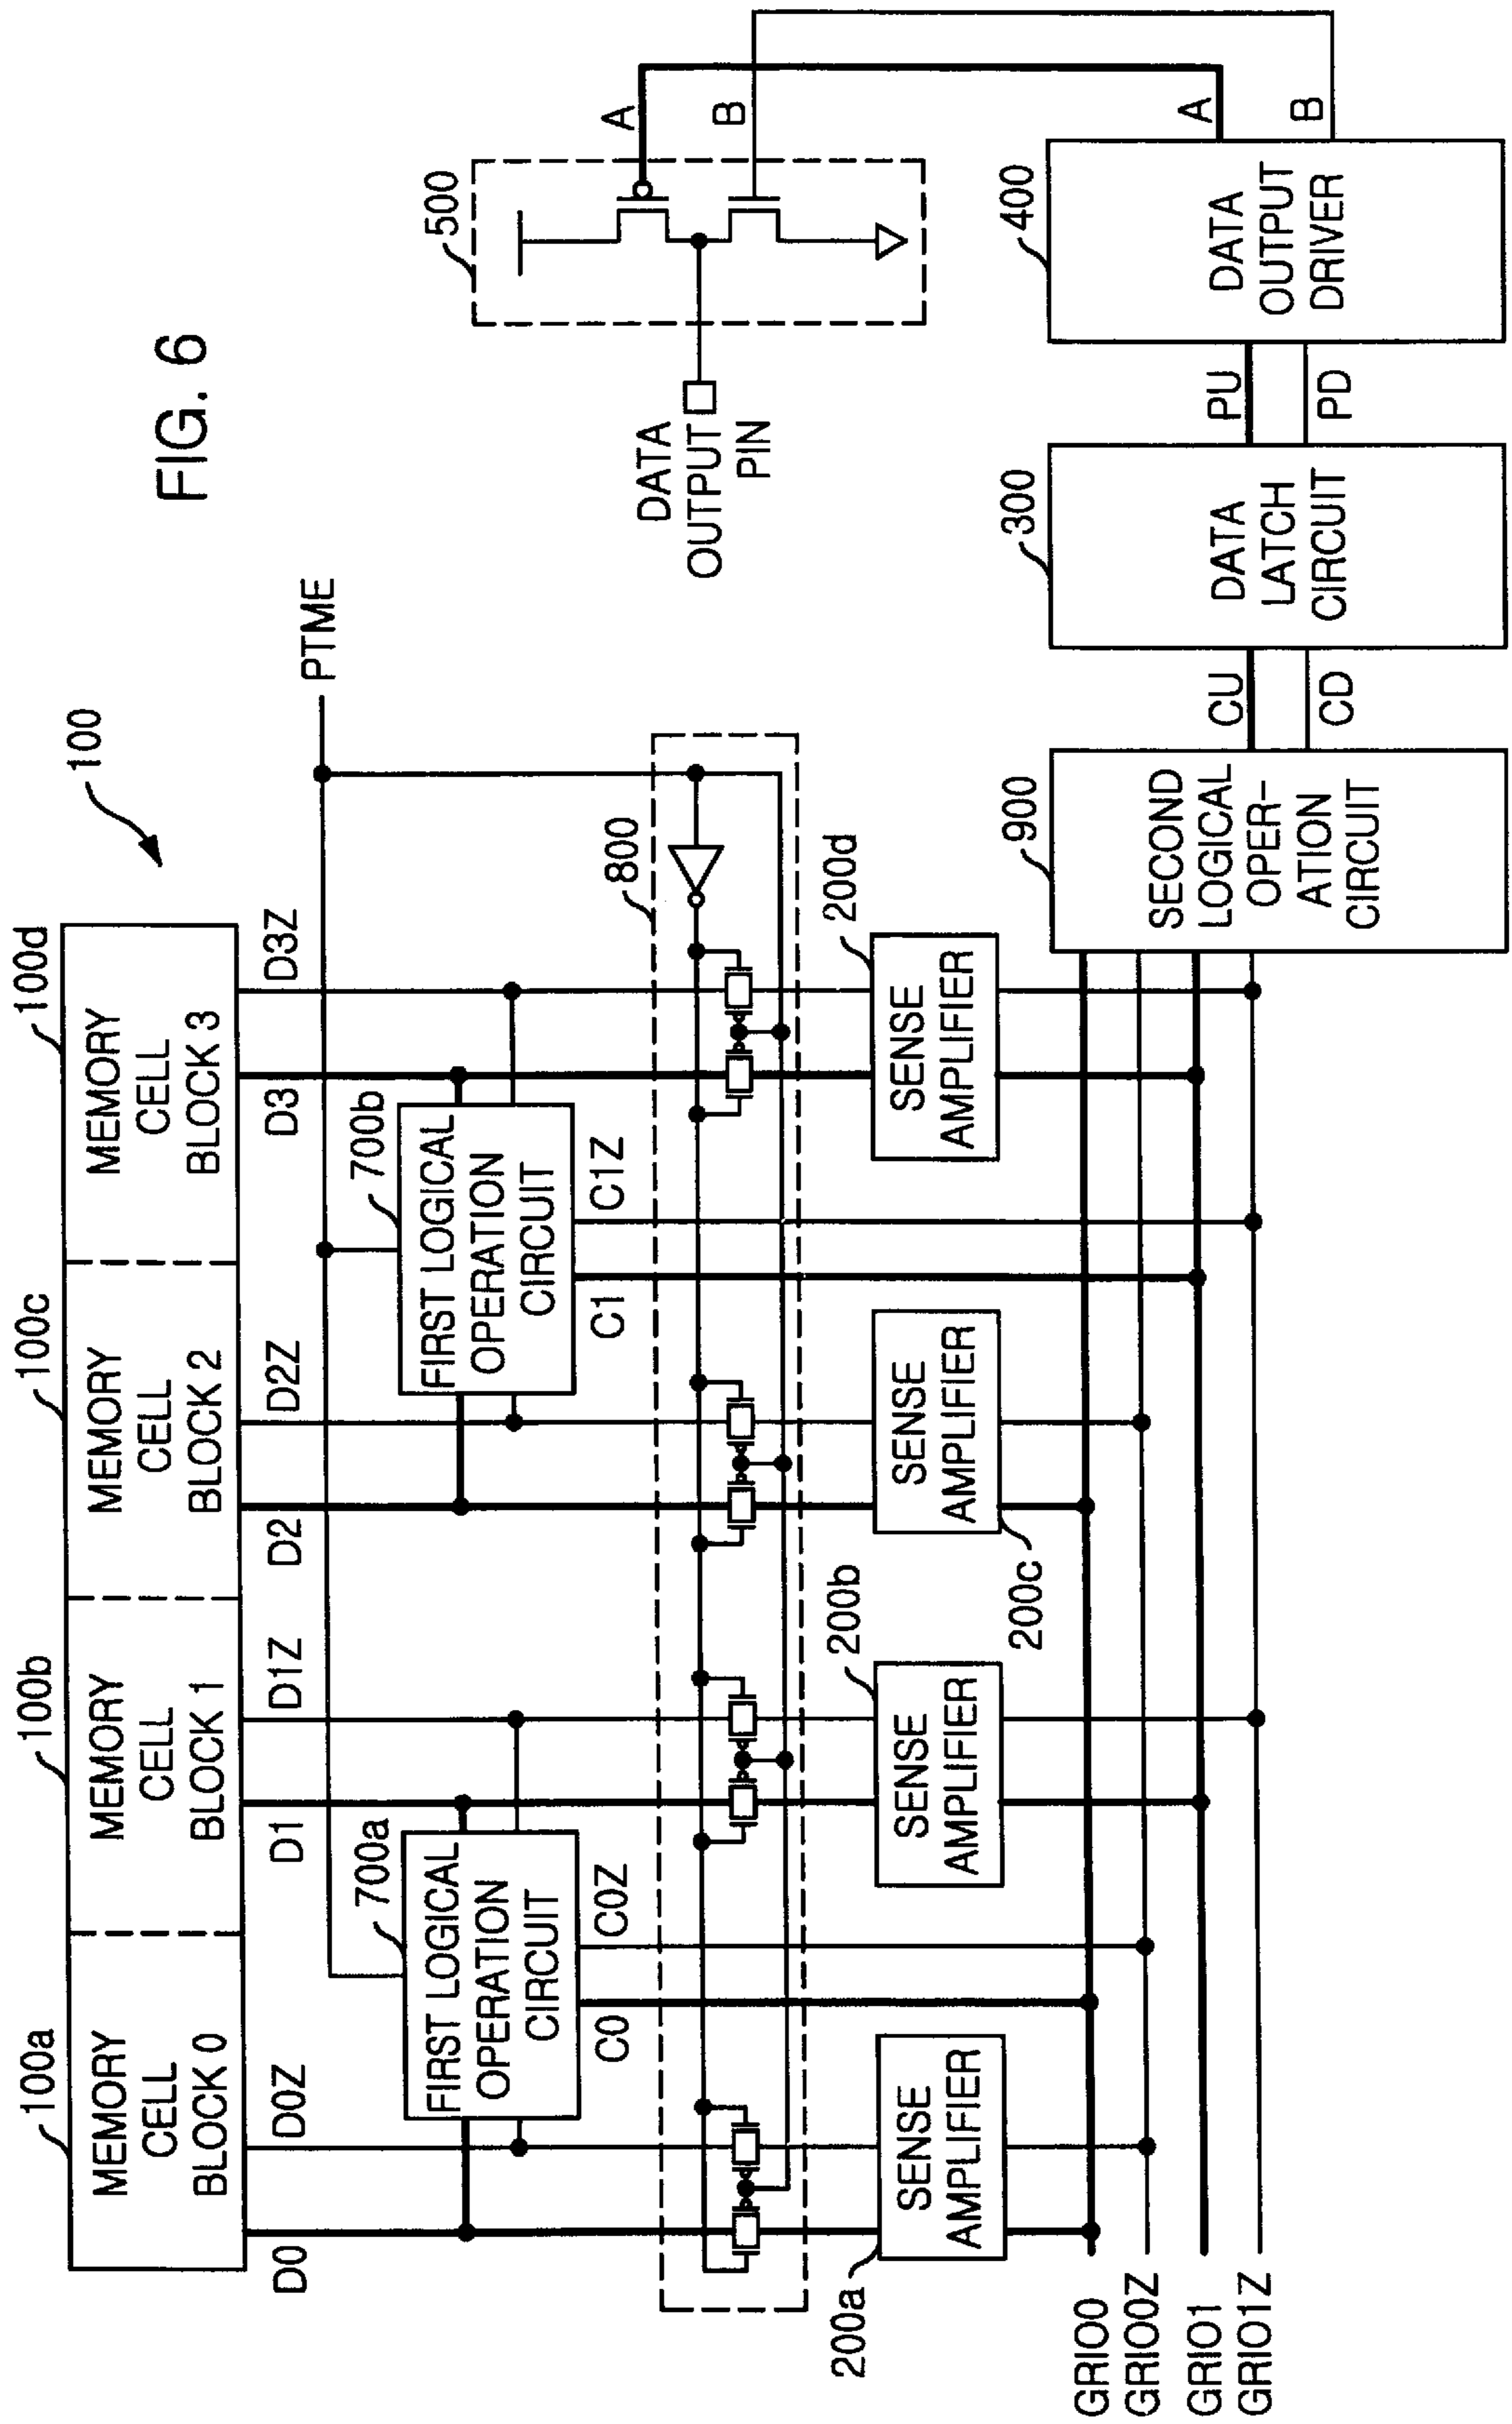 FIG. 6
100
100a
100b
100c
100d
MEMORY
CELL
BLOCK 0
MEMORY
CELL
BLOCK 1
MEMORY
CELL
BLOCK 2
MEMORY
CELL
BLOCK 3
D0
D0Z
D1
D1Z
D2
D2Z
D3
D3Z
PTME
700a
FIRST LOGICAL
OPERATION
CIRCUIT
700b
FIRST LOGICAL
OPERATION
CIRCUIT
C0
C0Z
C1
C1Z
800
200a
SENSE
AMPLIFIER
200b
SENSE
AMPLIFIER
200c
SENSE
AMPLIFIER
200d
SENSE
AMPLIFIER
GRIO0
GRIO0Z
GRIO1
GRIO1Z
900
SECOND
LOGICAL
OPER-
ATION
CIRCUIT
CU
CD
300
DATA
LATCH
CIRCUIT
PU
PD
400
DATA
OUTPUT
DRIVER
A
B
500
A
B
DATA
OUTPUT
PIN